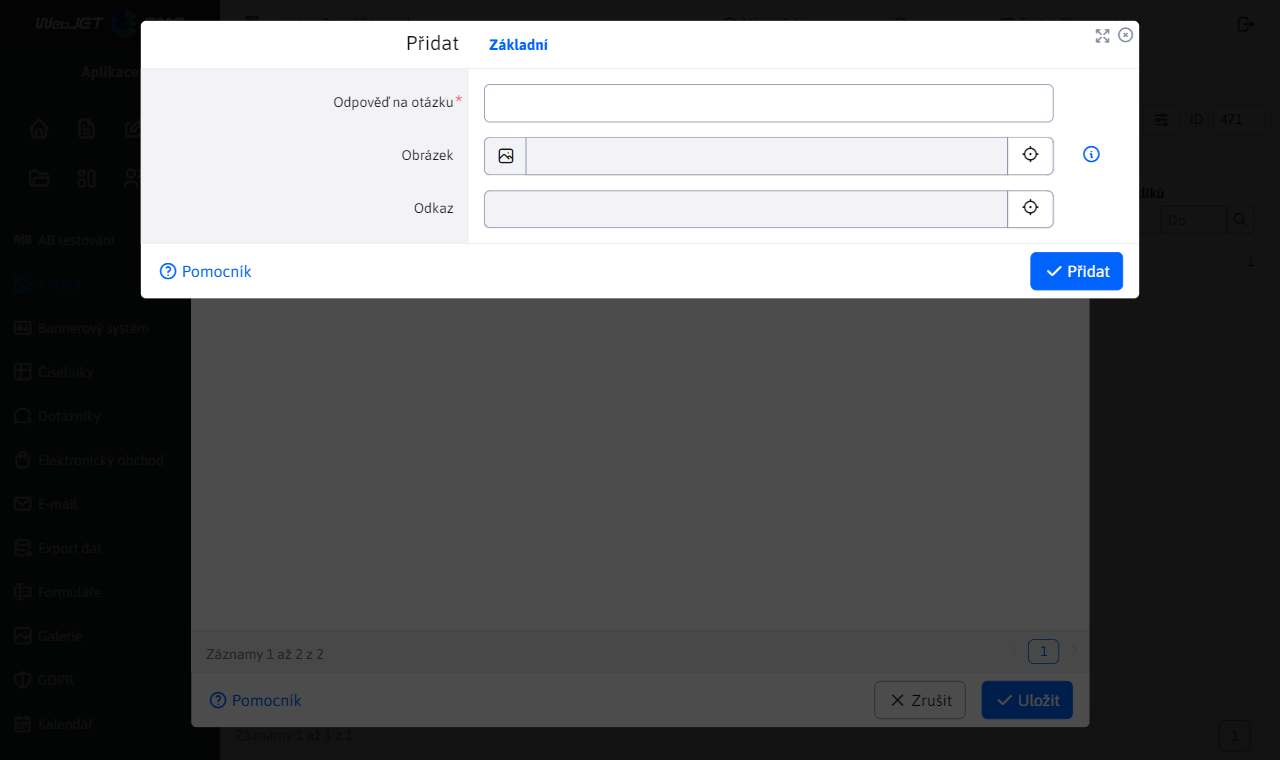 WebJET
Přidat
Základní
Aplikace
Odpověď na otázku*
ID
471
Obrázek
Odkaz
Do
AB testování
1
Pomocník
Přidat
Bannerový systém
Číselníky
Dotazníky
Elektronický obchod
E-mail
Export dat
Formuláře
Galerie
Záznamy 1 až 2 z 2
1
GDPR
Pomocník
Zrušit
Uložit
Kalendář
Záznamy 1 až 1 z 1
1